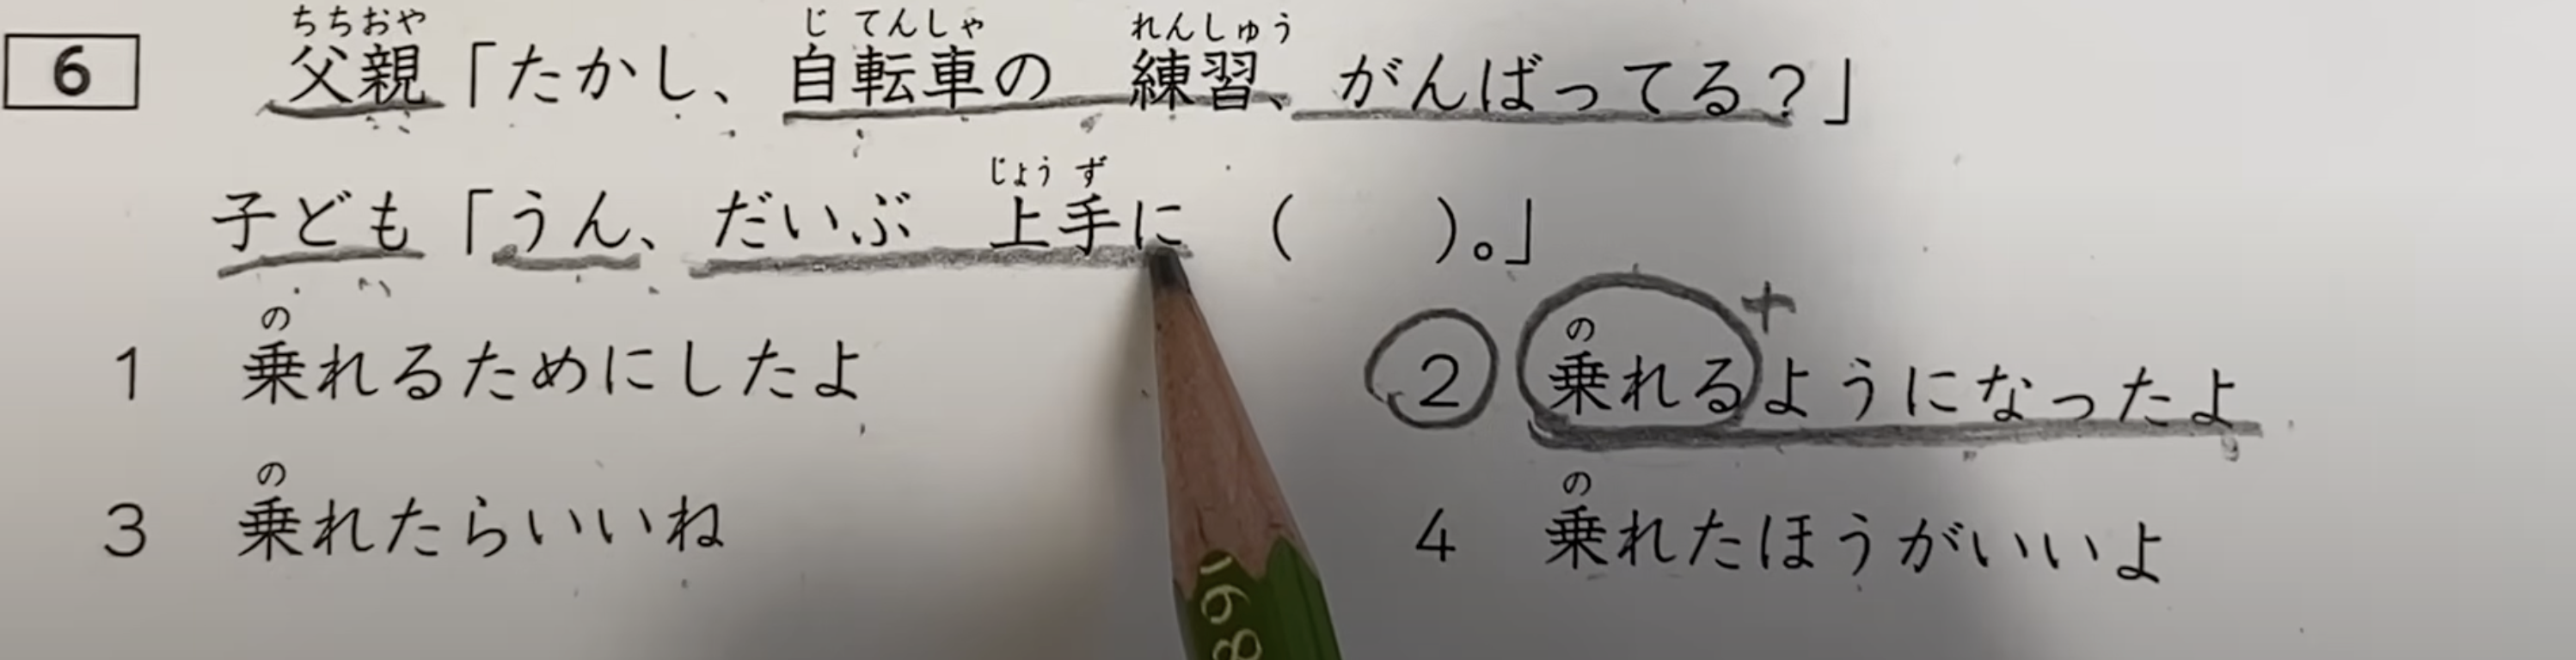 ちちおや じてんしゃ れんしゅう
6 父親「たかし、自転車の 練習、がんばってる？」
じょうず
子ども「うん、だいぶ 上手に （ ）。」
の の
1 乗れるためにしたよ 2 乗れるようになったよ
+
の の
3 乗れたらいいね 4 乗れたほうがいいよ
168